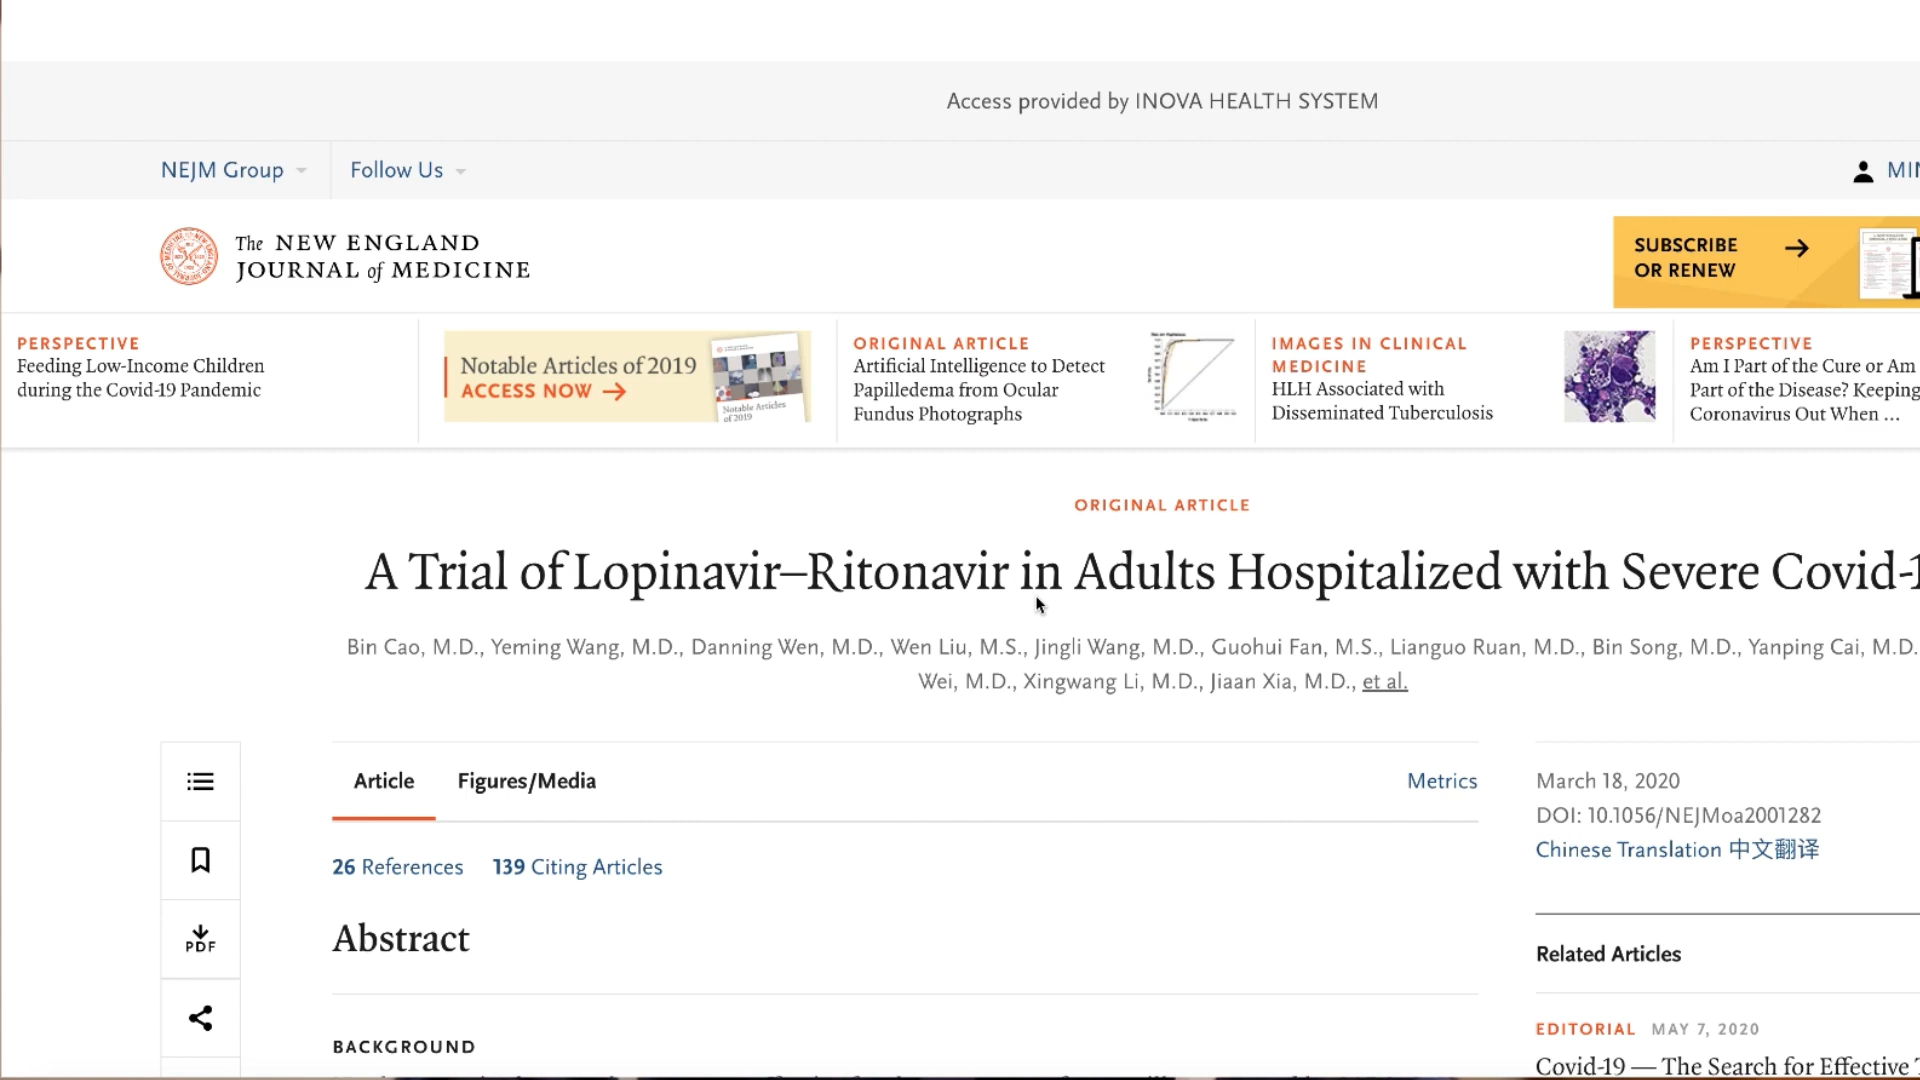 Access provided by INOVA HEALTH SYSTEM
NEJM Group
Follow Us
The NEW ENGLAND
JOURNAL of MEDICINE
SUBSCRIBE
OR RENEW
PERSPECTIVE
Feeding Low-Income Children
during the Covid-19 Pandemic
Notable Articles of 2019
ACCESS NOW
Notable Articles
of 2019
ORIGINAL ARTICLE
Artificial Intelligence to Detect
Papilledema from Ocular
Fundus Photographs
IMAGES IN CLINICAL
MEDICINE
HLH Associated with
Disseminated Tuberculosis
PERSPECTIVE
Am I Part of the Cure or Am
Part of the Disease? Keeping
Coronavirus Out When ...
ORIGINAL ARTICLE
A Trial of Lopinavir–Ritonavir in Adults Hospitalized with Severe Covid-1
Bin Cao, M.D., Yeming Wang, M.D., Danning Wen, M.D., Wen Liu, M.S., Jingli Wang, M.D., Guohui Fan, M.S., Lianguo Ruan, M.D., Bin Song, M.D., Yanping Cai, M.D.
Wei, M.D., Xingwang Li, M.D., Jiaan Xia, M.D., et al.
Article
Figures/Media
Metrics
26 References
139 Citing Articles
Abstract
BACKGROUND
PDF
March 18, 2020
DOI: 10.1056/NEJMoa2001282
Chinese Translation 中文翻译
Related Articles
EDITORIAL MAY 7, 2020
Covid-19 — The Search for Effective